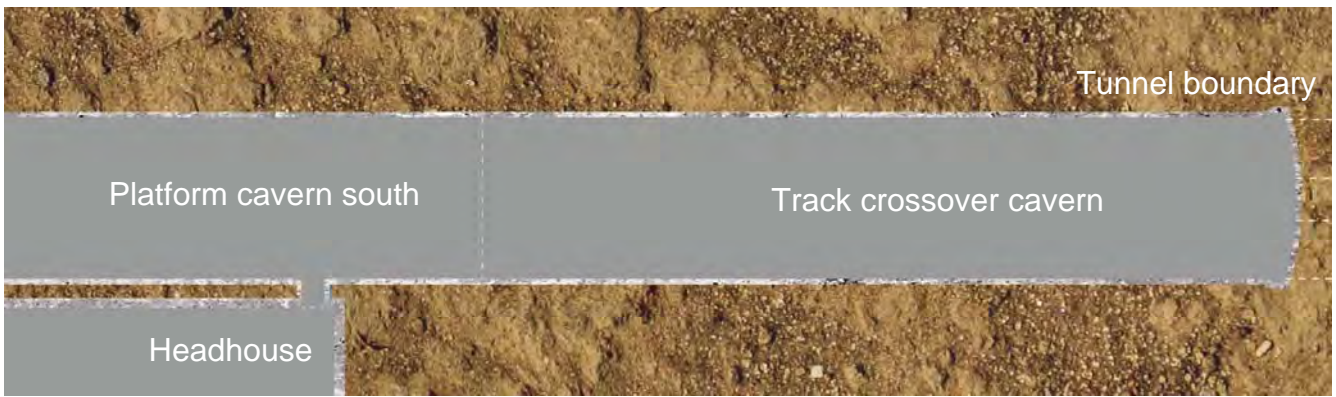 Tunnel boundary
Platform cavern south
Track crossover cavern
Headhouse